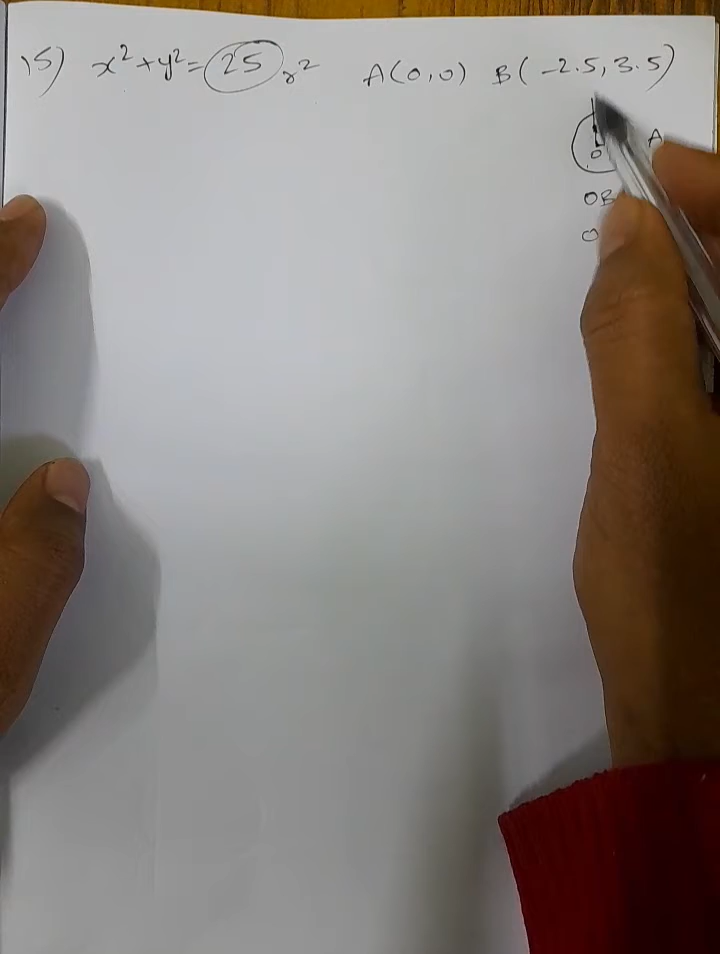 15) x²+y²=25 r² A(0,0) B(-2.5, 3.5)
O A
OB
O